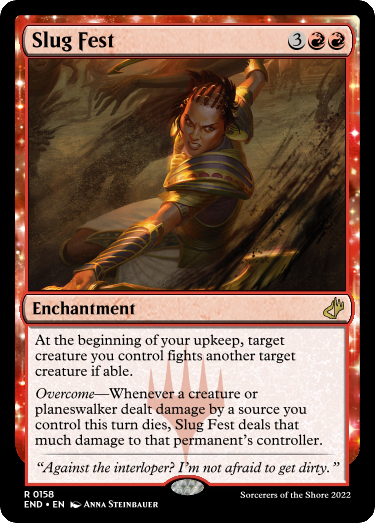 Slug Fest 3
Enchantment
At the beginning of your upkeep, target
creature you control fights another target
creature if able.
Overcome—Whenever a creature or
planeswalker dealt damage by a source you
control this turn dies, Slug Fest deals that
much damage to that permanent's controller.
“Against the interloper? I'm not afraid to get dirty.”
R 0158
END • EN Anna Steinbauer
Sorcerers of the Shore 2022